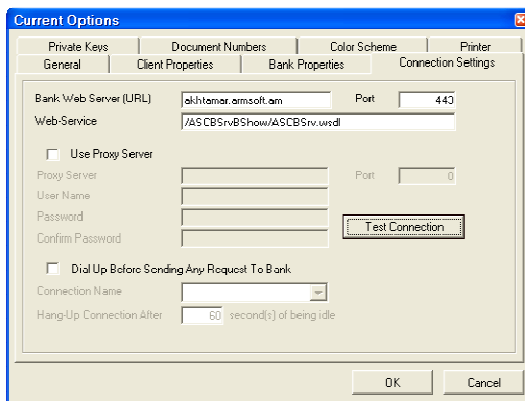 Current Options
Private Keys Document Numbers Color Scheme Printer
General Client Properties Bank Properties Connection Settings
Bank Web Server (URL) akhtamar.armsoft.am Port 443
Web-Service /ASCBSrvBShow/ASCBSrv.wsdl
Use Proxy Server
Proxy Server Port 0
User Name
Password
Confirm Password
Test Connection
Dial Up Before Sending Any Request To Bank
Connection Name
Hang-Up Connection After 60 second(s) of being idle
OK Cancel